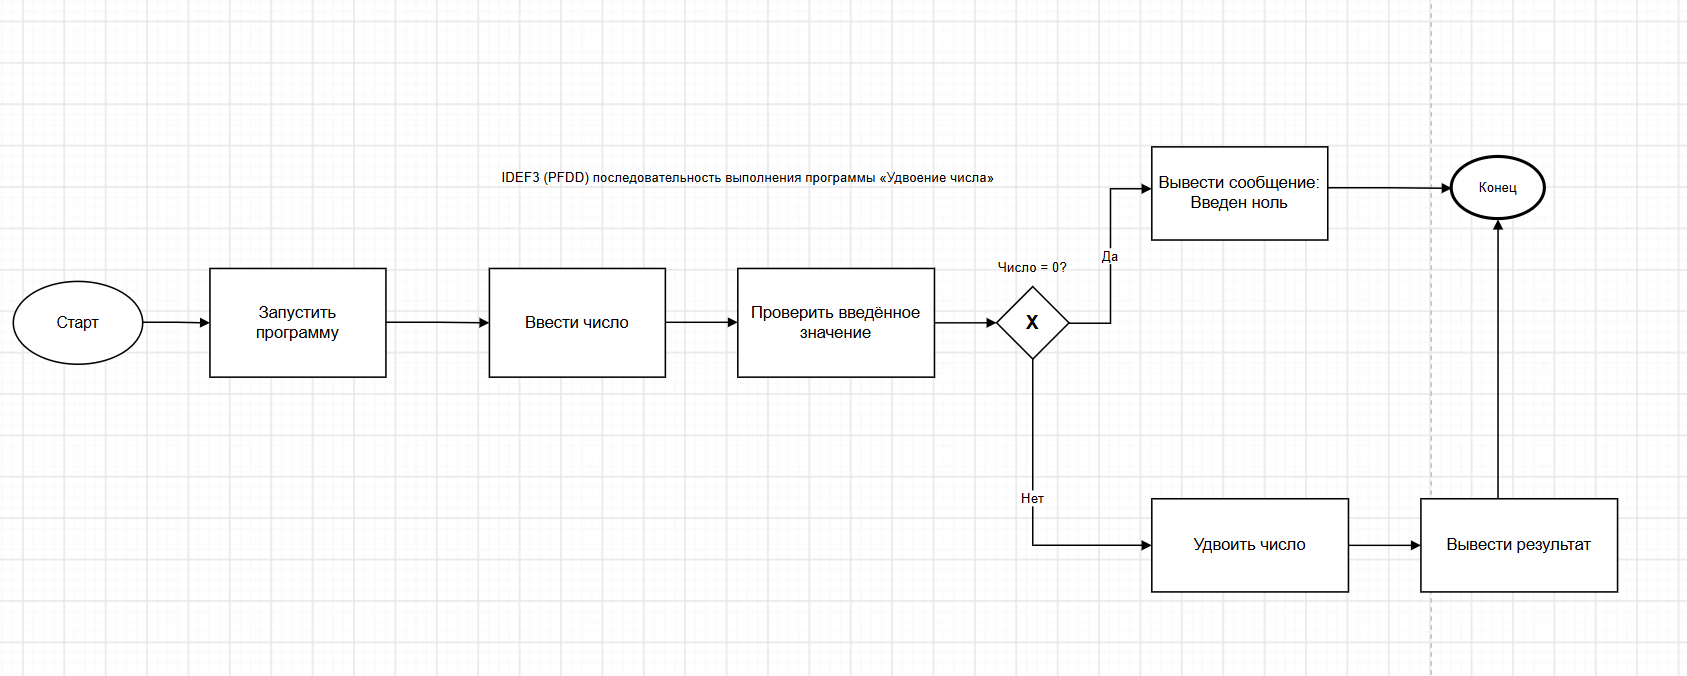 IDEF3 (PFDD) последовательность выполнения программы «Удвоение числа»
Старт
Запустить
программу
Ввести число
Проверить введённое
значение
Число = 0?
X
Да
Вывести сообщение:
Введен ноль
Конец
Нет
Удвоить число
Вывести результат